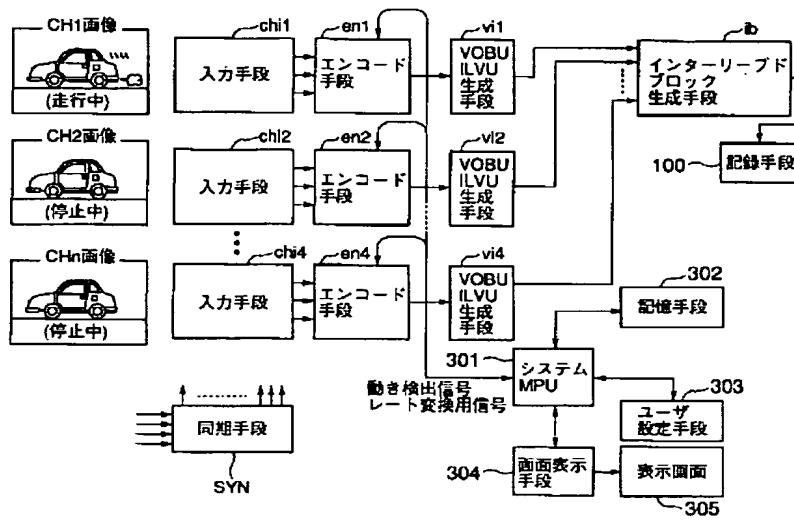 CH1画像
(走行中)
chi1
入力手段
en1
エンコード
手段
vi1
VOBU
ILVU
生成
手段
ib
インターリーブド
ブロック
生成手段
100
記録手段
CH2画像
(停止中)
chi2
入力手段
en2
エンコード
手段
vi2
VOBU
ILVU
生成
手段
CHn画像
(停止中)
chi4
入力手段
en4
エンコード
手段
vi4
VOBU
ILVU
生成
手段
302
記憶手段
301
システム
MPU
動き検出信号
レート変換用信号
303
ユーザ
設定手段
同期手段
SYN
304
画面表示
手段
表示画面
305